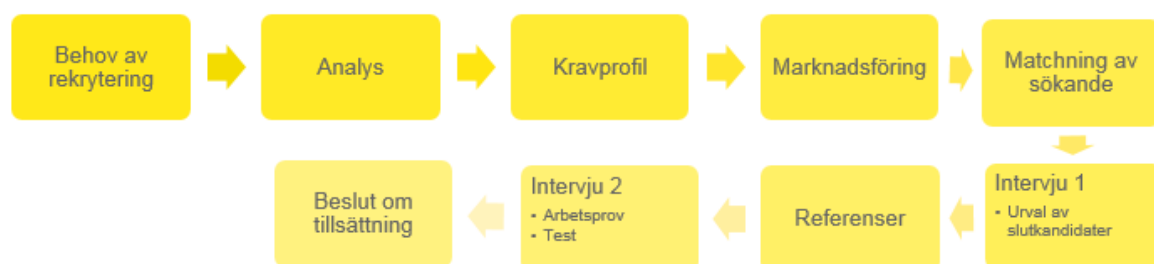 Behov av
rekrytering
Analys
Kravprofil
Marknadsföring
Matchning av
sökande
Intervju 1
• Urval av
slutkandidater
Referenser
Intervju 2
• Arbetsprov
• Test
Beslut om
tillsättning